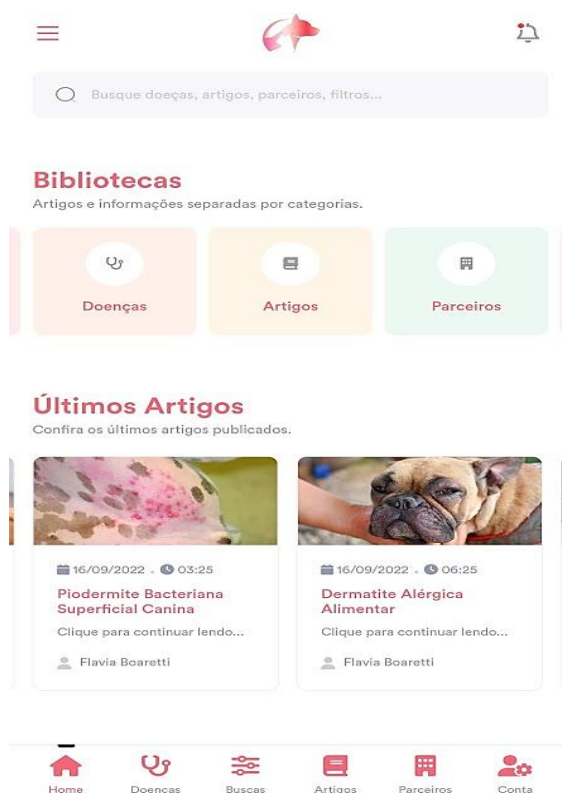 Busque doeças, artigos, parceiros, filtros...
Bibliotecas
Artigos e informações separadas por categorias.
Doenças
Artigos
Parceiros
Últimos Artigos
Confira os últimos artigos publicados.
16/09/2022 . 03:25
Piodermite Bacteriana
Superficial Canina
Clique para continuar lendo...
Flavia Boaretti
16/09/2022 . 06:25
Dermatite Alérgica
Alimentar
Clique para continuar lendo...
Flavia Boaretti
Home
Doenças
Buscas
Artigos
Parceiros
Conta